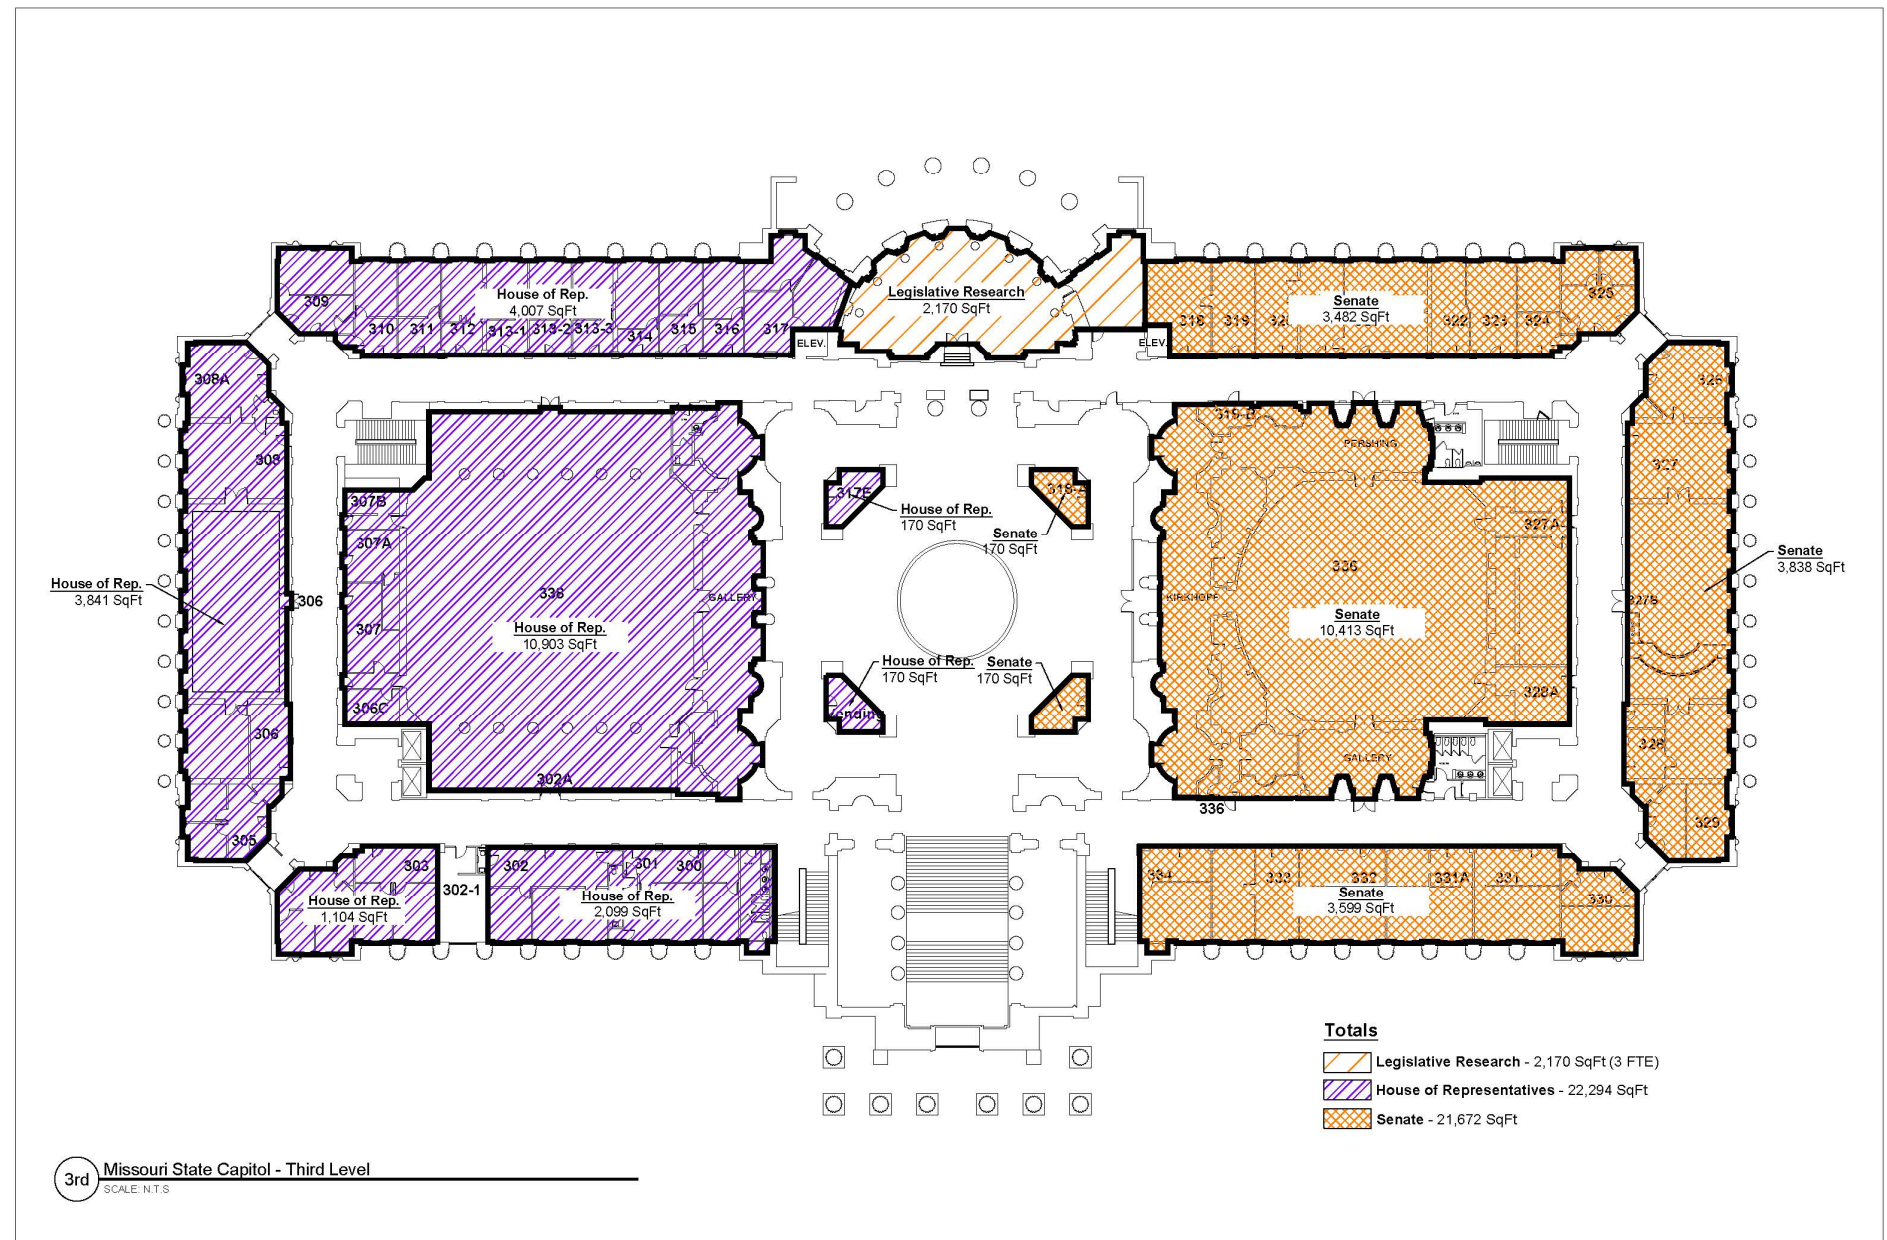 309
310
311
312
313-1
313-2
313-3
314
315
316
317
House of Rep.
4,007 SqFt
ELEV.
Legislative Research
2,170 SqFt
ELEV.
318
319
Senate
3,482 SqFt
322
323
324
325
308A
308
House of Rep.
3,841 SqFt
306
306
305
307B
307A
307
306C
338
House of Rep.
10,903 SqFt
GALLERY
302A
317E
House of Rep.
170 SqFt
318-A
Senate
170 SqFt
House of Rep.
170 SqFt
Vending
Senate
170 SqFt
319-B
PERSHING
KIRKHOFF
336
Senate
10,413 SqFt
GALLERY
336
327A
328A
326
327
327B
Senate
3,838 SqFt
328
329
303
House of Rep.
1,104 SqFt
302-1
302
301
300
House of Rep.
2,099 SqFt
334
333
332
331A
331
330
Senate
3,599 SqFt
Totals
Legislative Research - 2,170 SqFt (3 FTE)
House of Representatives - 22,294 SqFt
Senate - 21,672 SqFt
3rd
Missouri State Capitol - Third Level
SCALE: N.T.S